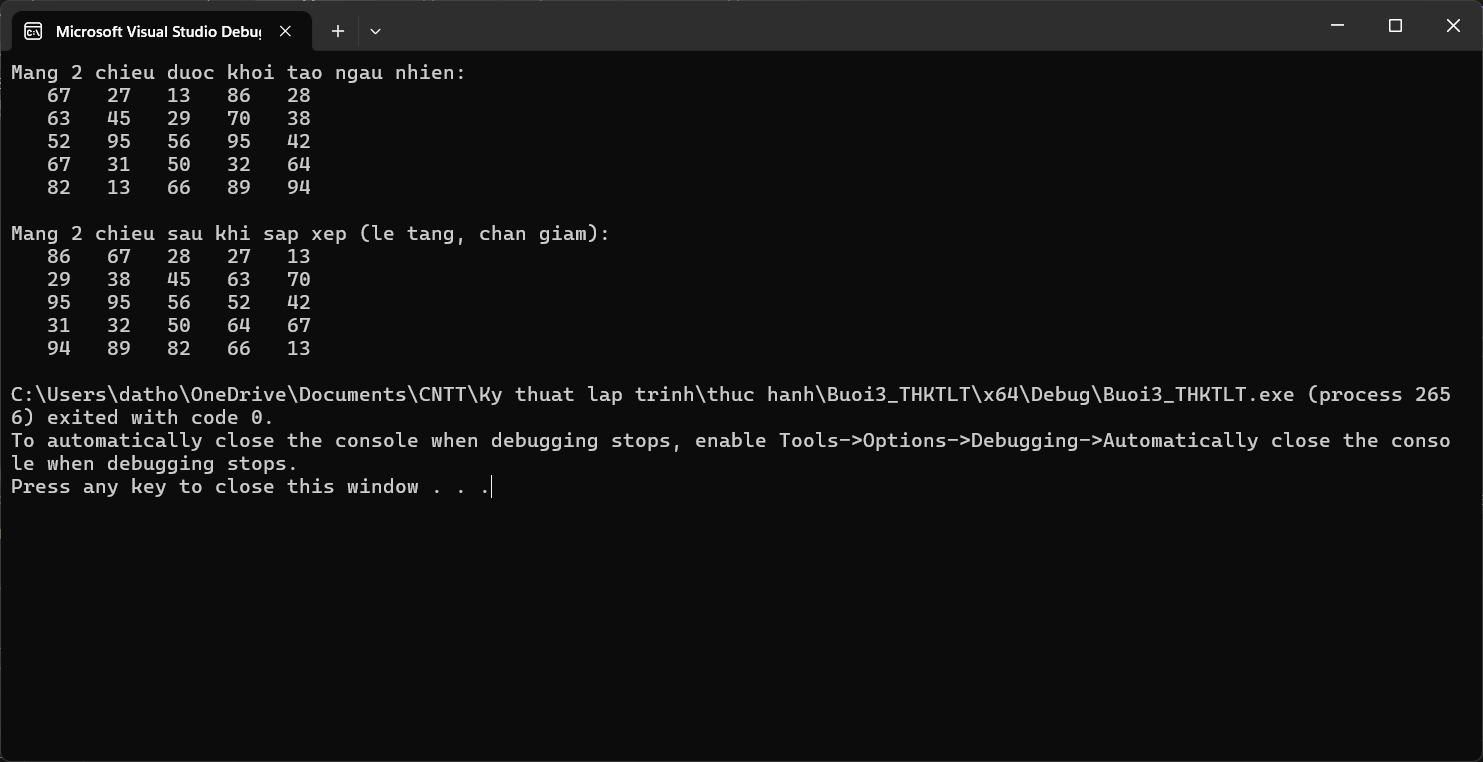 Microsoft Visual Studio Debu
Mang 2 chieu duoc khoi tao ngau nhien:
67 27 13 86 28
63 45 29 70 38
52 95 56 95 42
67 31 50 32 64
82 13 66 89 94
Mang 2 chieu sau khi sap xep (le tang, chan giam):
86 67 28 27 13
29 38 45 63 70
95 95 56 52 42
31 32 50 64 67
94 89 82 66 13
C:\Users\datho\OneDrive\Documents\CNTT\Ky thuat lap trinh\thuc hanh\Buoi3_THKTLT\x64\Debug\Buoi3_THKTLT.exe (process 265
6) exited with code 0.
To automatically close the console when debugging stops, enable Tools->Options->Debugging->Automatically close the conso
le when debugging stops.
Press any key to close this window . . .